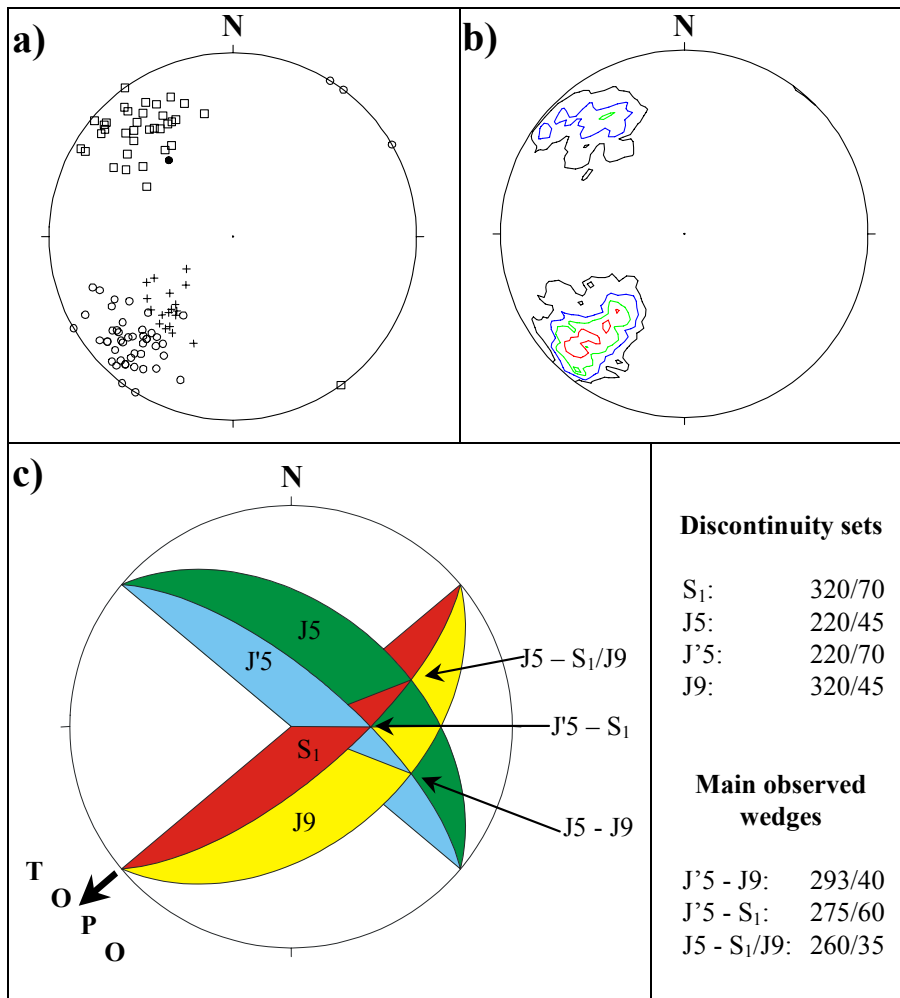 a)
N
b)
N
c)
N
J5
J'5
S1
J9
J5 – S1/J9
J'5 – S1
J5 - J9
T
O
P
O
Discontinuity sets
S1: 320/70
J5: 220/45
J’5: 220/70
J9: 320/45
Main observed
wedges
J’5 - J9: 293/40
J’5 - S1: 275/60
J5 - S1/J9: 260/35